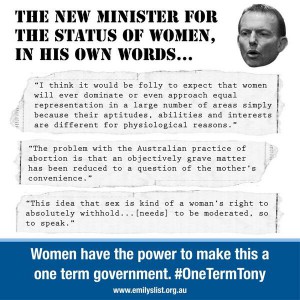 THE NEW MINISTER FOR
THE STATUS OF WOMEN,
IN HIS OWN WORDS...
"I think it would be folly to expect that women
will ever dominate or even approach equal
representation in a large number of areas simply
because their aptitudes, abilities and interests
are different for physiological reasons."
"The problem with the Australian practice of
abortion is that an objectively grave matter
has been reduced to a question of the mother's
convenience."
"This idea that sex is kind of a woman's right to
absolutely withhold...[needs] to be moderated, so
to speak."
Women have the power to make this a
one term government. #OneTermTony
www.emilyslist.org.au